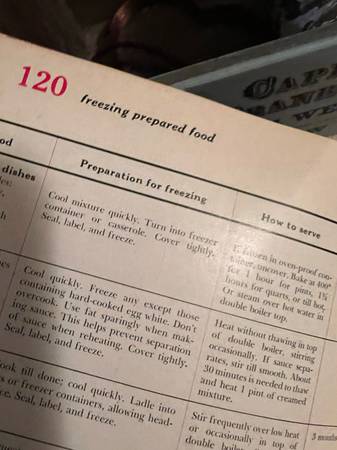 CAP
120 freezing prepared food
od
Preparation for freezing
How to serve
dishes
Cool mixture quickly. Turn into freezer
container or casserole. Cover tightly.
Seal, label, and freeze.
If frozen in oven-proof con-
tainer, uncover. Bake at 400°
for 1 hour for pints, 1¾
hours for quarts, or till hot.
Or steam over hot water in
double boiler top.
Cool quickly. Freeze any except those
containing hard-cooked egg white. Don't
overcook. Use fat sparingly when mak-
ing sauce. This helps prevent separation
of sauce when reheating. Cover tightly.
Seal, label, and freeze.
Heat without thawing in top
of double boiler, stirring
occasionally. If sauce sepa-
rates, stir till smooth. About
30 minutes is needed to thaw
and heat 1 pint of creamed
mixture.
ook till done; cool quickly. Ladle into
s or freezer containers, allowing head-
ce. Seal, label, and freeze.
Stir frequently over low heat
or occasionally in top of
double boiler
3 months